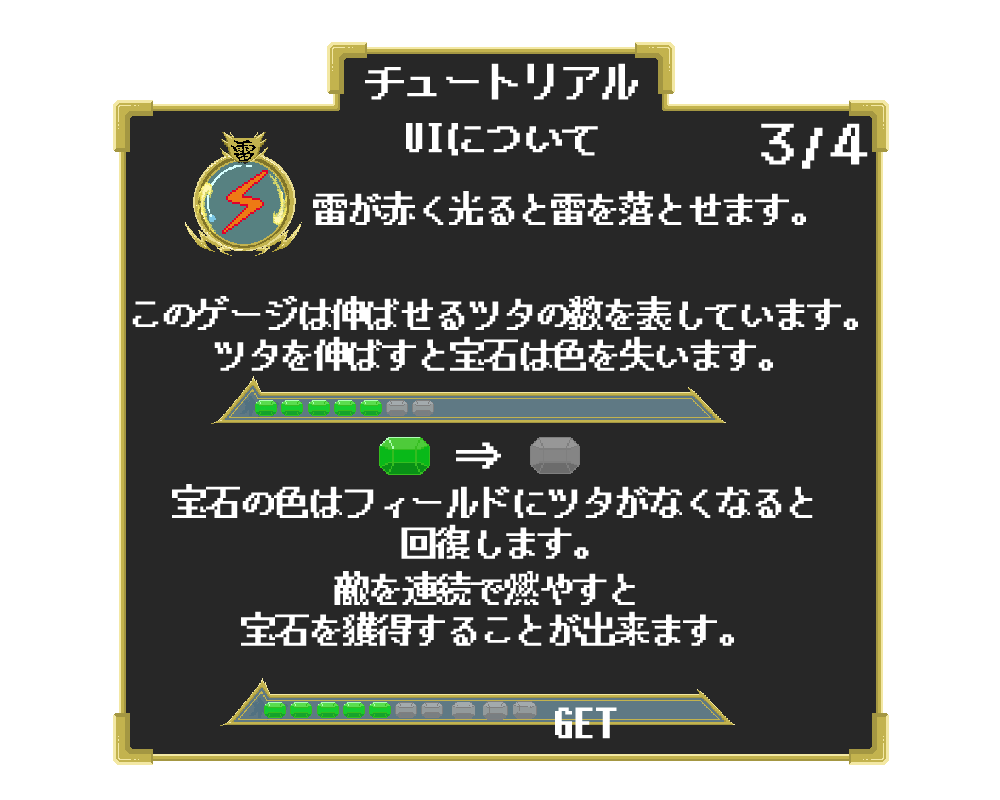 チュートリアル
UIについて
3/4
雷
雷が赤く光ると雷を落とせます。
このゲージは伸ばせるツタの数を表しています。
ツタを伸ばすと宝石は色を失います。
⇒
宝石の色はフィールドにツタがなくなると
回復します。
敵を連続で燃やすと
宝石を獲得することが出来ます。
GET